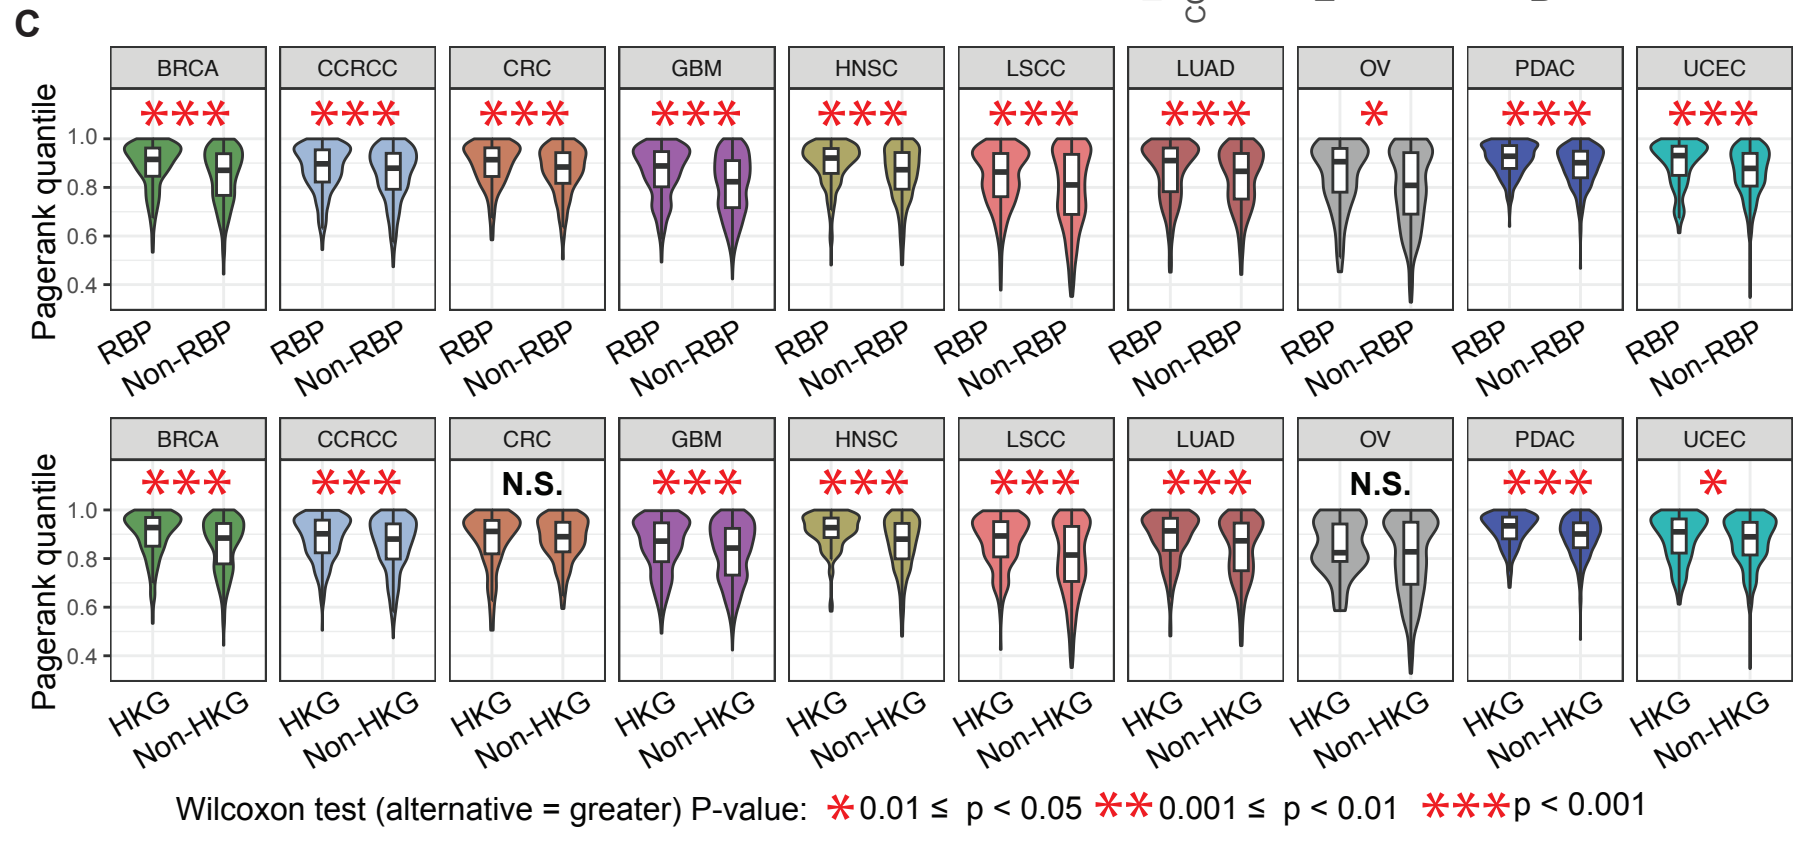 C
CC
BRCA CCRCC CRC GBM HNSC LSCC LUAD OV PDAC UCEC
*** *** *** *** *** *** *** * *** ***
Pagerank quantile
1.0
0.8
0.6
0.4
RBP Non-RBP RBP Non-RBP RBP Non-RBP RBP Non-RBP RBP Non-RBP RBP Non-RBP RBP Non-RBP RBP Non-RBP RBP Non-RBP RBP Non-RBP
BRCA CCRCC CRC GBM HNSC LSCC LUAD OV PDAC UCEC
*** *** N.S. *** *** *** *** N.S. *** *
Pagerank quantile
1.0
0.8
0.6
0.4
HKG Non-HKG HKG Non-HKG HKG Non-HKG HKG Non-HKG HKG Non-HKG HKG Non-HKG HKG Non-HKG HKG Non-HKG HKG Non-HKG HKG Non-HKG
Wilcoxon test (alternative = greater) P-value: * 0.01 ≤ p < 0.05 ** 0.001 ≤ p < 0.01 *** p < 0.001